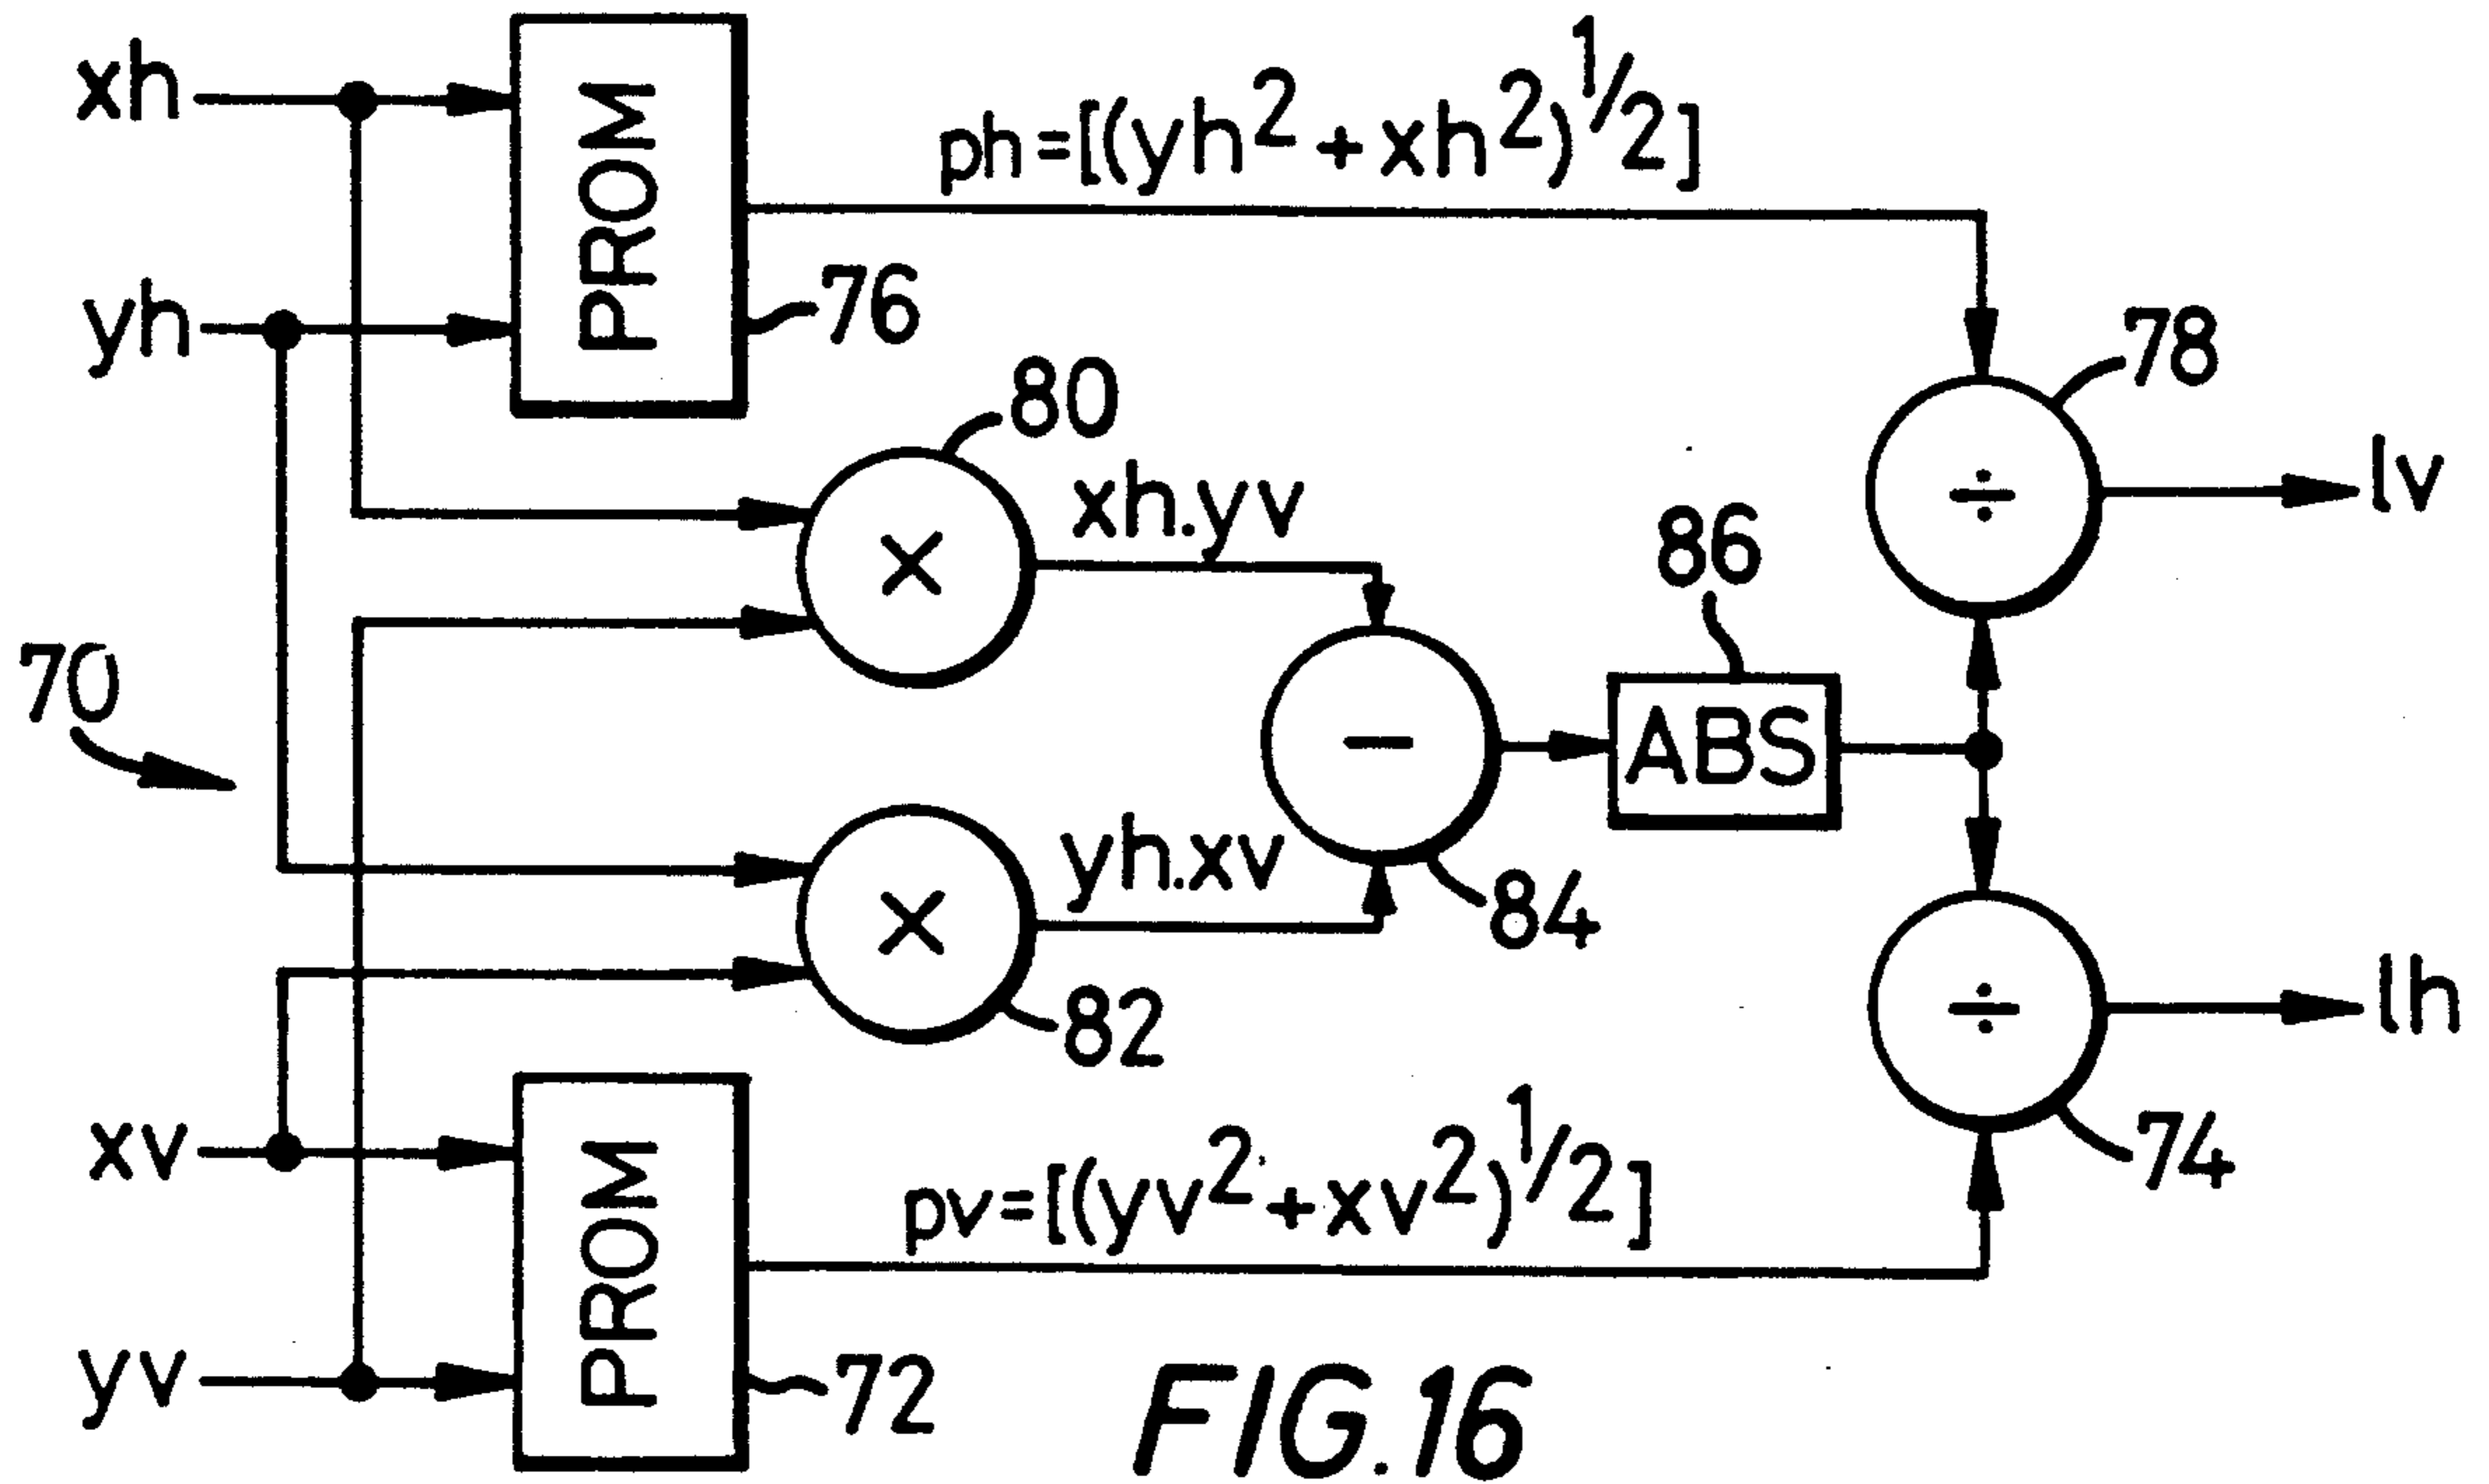 xh
PROM
ph=[(yh²+xh²)^1/2]
yh
76
78
80
xh.yv
lv
86
×
÷
70
−
ABS
yh.xv
84
×
82
÷
lh
xv
PROM
pv=[(yv²+xv²)^1/2]
74
yv
72
FIG.16